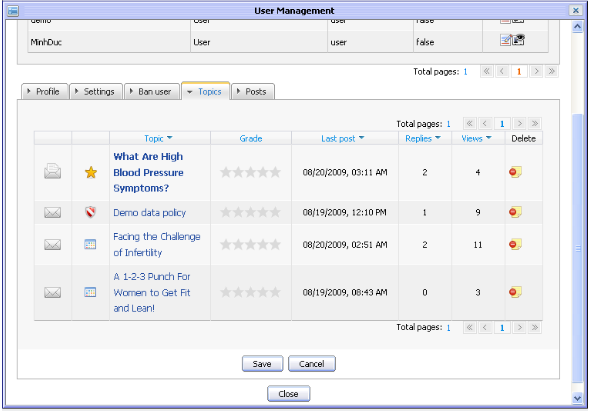 User Management
demo User user false
MinhDuc User user false
Total pages: 1 1
Profile Settings Ban user Topics Posts
Total pages: 1 1
Topic Grade Last post Replies Views Delete
What Are High
Blood Pressure
Symptoms?
08/20/2009, 03:11 AM 2 4
Demo data policy 08/19/2009, 12:10 PM 1 9
Facing the Challenge
of Infertility
08/20/2009, 02:51 AM 2 11
A 1-2-3 Punch For
Women to Get Fit
and Lean!
08/19/2009, 08:43 AM 0 3
Total pages: 1 1
Save Cancel
Close